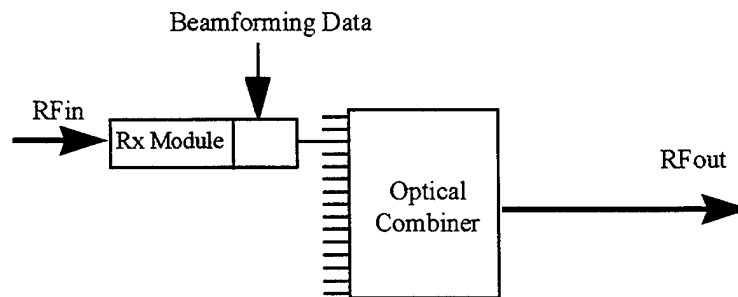 Beamforming Data
RFin
Rx Module
RFout
Optical
Combiner